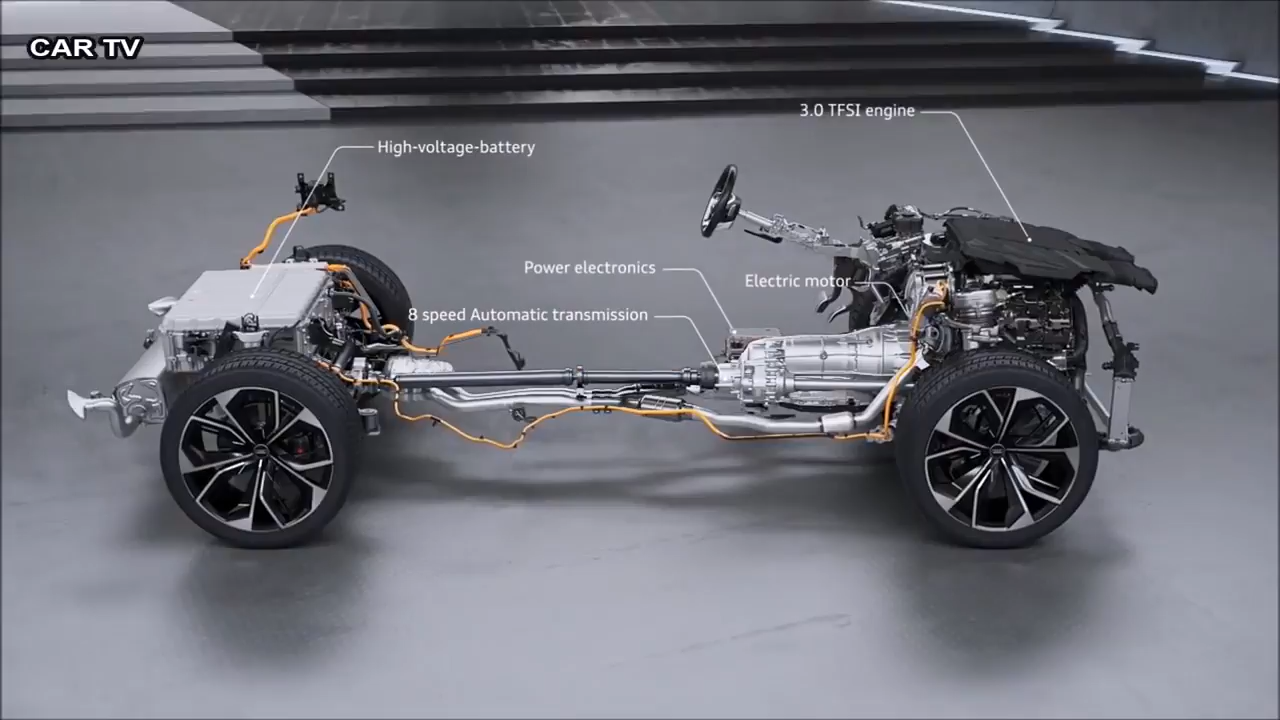 CAR TV
3.0 TFSI engine
High-voltage-battery
Power electronics
Electric motor
8 speed Automatic transmission